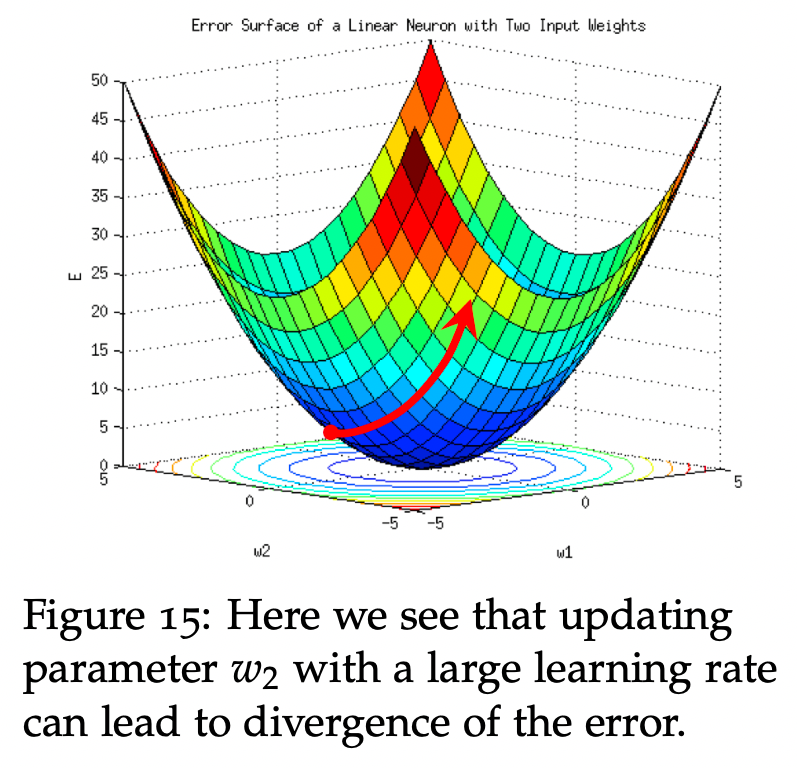 Error Surface of a Linear Neuron with Two Input Weights
50
45
40
35
30
25
20
15
10
5
0
E
5
0
-5
-5
0
5
w2
w1
Figure 15: Here we see that updating
parameter w2 with a large learning rate
can lead to divergence of the error.